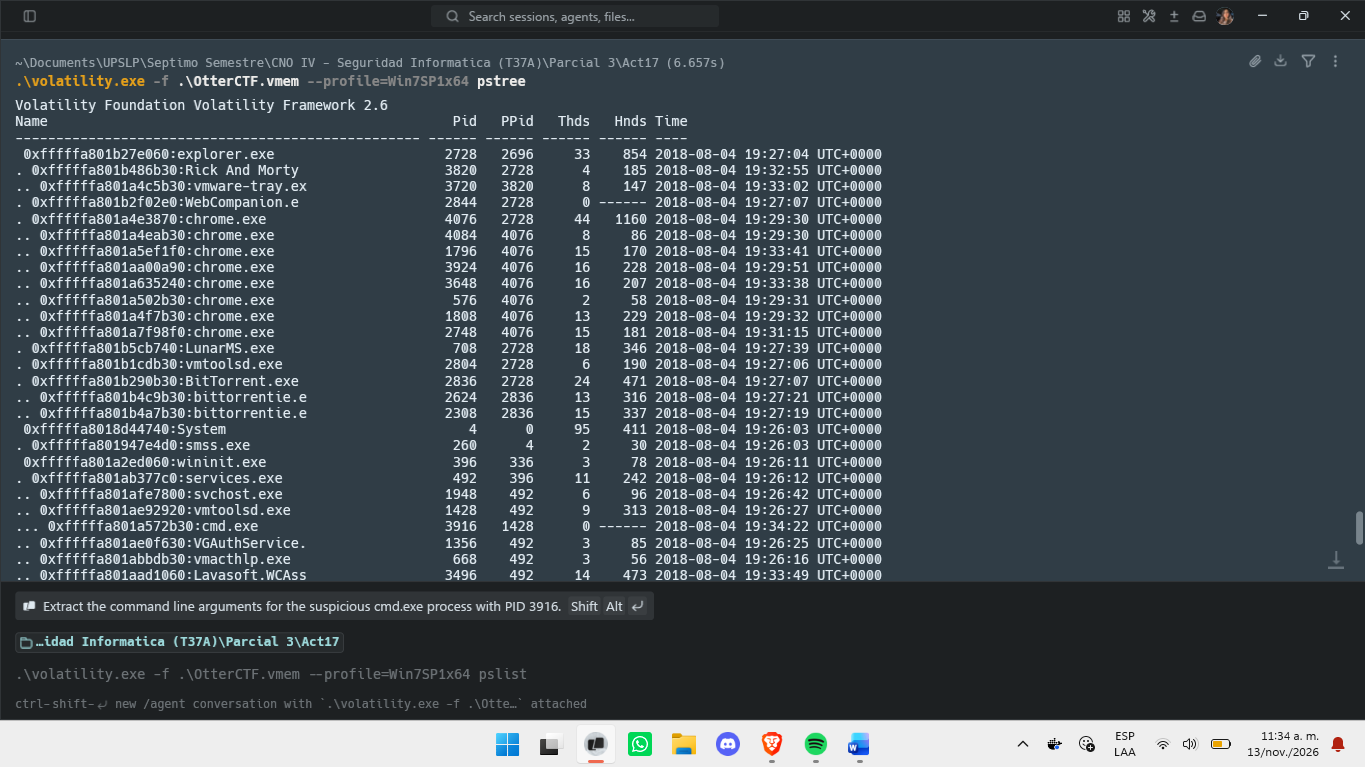 Search sessions, agents, files...
~\Documents\UPSLP\Septimo Semestre\CNO IV - Seguridad Informatica (T37A)\Parcial 3\Act17 (6.657s)
.\volatility.exe -f .\OtterCTF.vmem --profile=Win7SP1x64 pstree
Volatility Foundation Volatility Framework 2.6
Name Pid PPid Thds Hnds Time
-------------------------------------------------- ------ ------ ------ ------ ----
0xfffffa801b27e060:explorer.exe 2728 2696 33 854 2018-08-04 19:27:04 UTC+0000
. 0xfffffa801b486b30:Rick And Morty 3820 2728 4 185 2018-08-04 19:32:55 UTC+0000
.. 0xfffffa801a4c5b30:vmware-tray.ex 3720 3820 8 147 2018-08-04 19:33:02 UTC+0000
. 0xfffffa801b2f02e0:WebCompanion.e 2844 2728 0 ------ 2018-08-04 19:27:07 UTC+0000
. 0xfffffa801a4e3870:chrome.exe 4076 2728 44 1160 2018-08-04 19:29:30 UTC+0000
.. 0xfffffa801a4eab30:chrome.exe 4084 4076 8 86 2018-08-04 19:29:30 UTC+0000
.. 0xfffffa801a5ef1f0:chrome.exe 1796 4076 15 170 2018-08-04 19:33:41 UTC+0000
.. 0xfffffa801aa00a90:chrome.exe 3924 4076 16 228 2018-08-04 19:29:51 UTC+0000
.. 0xfffffa801a635240:chrome.exe 3648 4076 16 207 2018-08-04 19:33:38 UTC+0000
.. 0xfffffa801a502b30:chrome.exe 576 4076 2 58 2018-08-04 19:29:31 UTC+0000
.. 0xfffffa801a4f7b30:chrome.exe 1808 4076 13 229 2018-08-04 19:29:32 UTC+0000
.. 0xfffffa801a7f98f0:chrome.exe 2748 4076 15 181 2018-08-04 19:31:15 UTC+0000
. 0xfffffa801b5cb740:LunarMS.exe 708 2728 18 346 2018-08-04 19:27:39 UTC+0000
. 0xfffffa801b1cdb30:vmtoolsd.exe 2804 2728 6 190 2018-08-04 19:27:06 UTC+0000
. 0xfffffa801b290b30:BitTorrent.exe 2836 2728 24 471 2018-08-04 19:27:07 UTC+0000
.. 0xfffffa801b4c9b30:bittorrentie.e 2624 2836 13 316 2018-08-04 19:27:21 UTC+0000
.. 0xfffffa801b4a7b30:bittorrentie.e 2308 2836 15 337 2018-08-04 19:27:19 UTC+0000
0xfffffa8018d44740:System 4 0 95 411 2018-08-04 19:26:03 UTC+0000
. 0xfffffa801947e4d0:smss.exe 260 4 2 30 2018-08-04 19:26:03 UTC+0000
0xfffffa801a2ed060:wininit.exe 396 336 3 78 2018-08-04 19:26:11 UTC+0000
. 0xfffffa801ab377c0:services.exe 492 396 11 242 2018-08-04 19:26:12 UTC+0000
.. 0xfffffa801afe7800:svchost.exe 1948 492 6 96 2018-08-04 19:26:42 UTC+0000
.. 0xfffffa801ae92920:vmtoolsd.exe 1428 492 9 313 2018-08-04 19:26:27 UTC+0000
... 0xfffffa801a572b30:cmd.exe 3916 1428 0 ------ 2018-08-04 19:34:22 UTC+0000
.. 0xfffffa801ae0f630:VGAuthService. 1356 492 3 85 2018-08-04 19:26:25 UTC+0000
.. 0xfffffa801abbdb30:vmacthlp.exe 668 492 3 56 2018-08-04 19:26:16 UTC+0000
.. 0xfffffa801aad1060:Lavasoft.WCAss 3496 492 14 473 2018-08-04 19:33:49 UTC+0000
Extract the command line arguments for the suspicious cmd.exe process with PID 3916. Shift Alt ↵
…idad Informatica (T37A)\Parcial 3\Act17
.\volatility.exe -f .\OtterCTF.vmem --profile=Win7SP1x64 pslist
ctrl-shift-↵ new /agent conversation with `.\volatility.exe -f .\Otte…` attached
ESP
LAA
11:34 a. m.
13/nov./2026